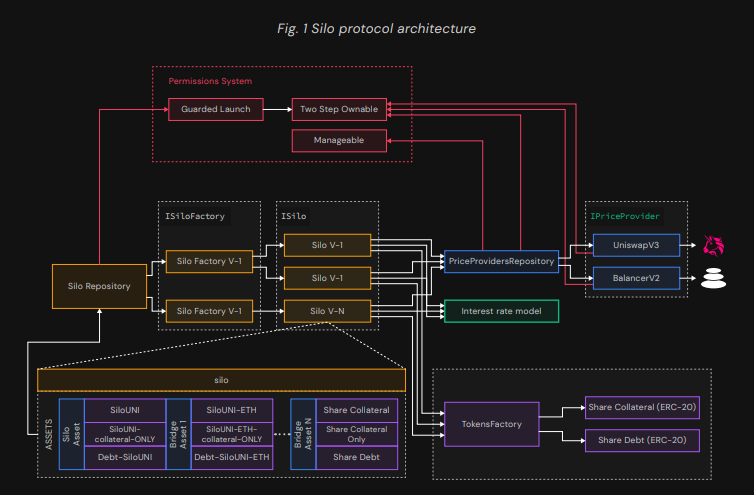 Fig. 1 Silo protocol architecture
Permissions System
Guarded Launch
Two Step Ownable
Manageable
ISiloFactory
ISilo
IPriceProvider
Silo V-1
UniswapV3
Silo Factory V-1
PriceProvidersRepository
Silo V-1
BalancerV2
Silo Repository
Silo Factory V-1
Silo V-N
Interest rate model
silo
ASSETS
Silo
Asset
SiloUNI
SiloUNI-
collateral-ONLY
Debt-SiloUNI
Bridge
Asset 1
SiloUNI-ETH
SiloUNI-ETH-
collateral-ONLY
Debt-SiloUNI-ETH
Bridge
Asset N
Share Collateral
Share Collateral
Only
Share Debt
TokensFactory
Share Collateral (ERC-20)
Share Debt (ERC-20)